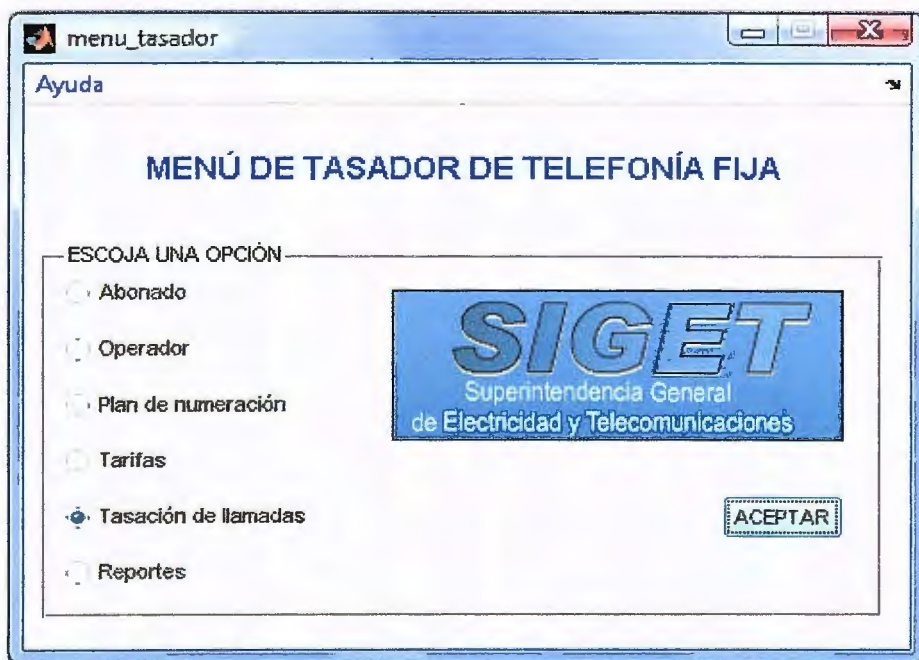 menu_tasador
Ayuda
MENÚ DE TASADOR DE TELEFONÍA FIJA
ESCOJA UNA OPCIÓN
Abonado
Operador
Plan de numeración
Tarifas
Tasación de llamadas
Reportes
SIGET
Superintendencia General
de Electricidad y Telecomunicaciones
ACEPTAR